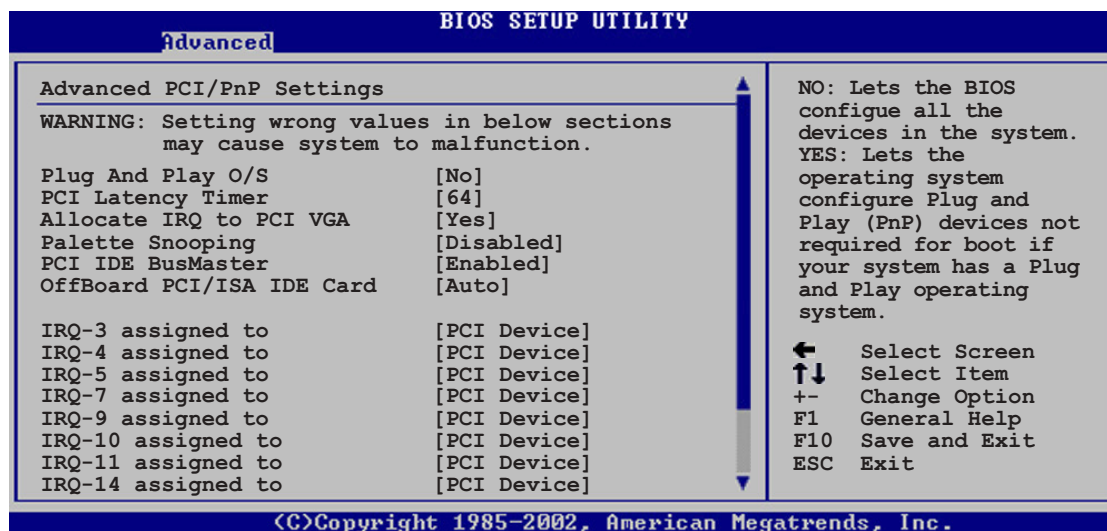 BIOS SETUP UTILITY
Advanced
Advanced PCI/PnP Settings
WARNING: Setting wrong values in below sections
may cause system to malfunction.
Plug And Play O/S [No]
PCI Latency Timer [64]
Allocate IRQ to PCI VGA [Yes]
Palette Snooping [Disabled]
PCI IDE BusMaster [Enabled]
OffBoard PCI/ISA IDE Card [Auto]
IRQ-3 assigned to [PCI Device]
IRQ-4 assigned to [PCI Device]
IRQ-5 assigned to [PCI Device]
IRQ-7 assigned to [PCI Device]
IRQ-9 assigned to [PCI Device]
IRQ-10 assigned to [PCI Device]
IRQ-11 assigned to [PCI Device]
IRQ-14 assigned to [PCI Device]
NO: Lets the BIOS
configue all the
devices in the system.
YES: Lets the
operating system
configure Plug and
Play (PnP) devices not
required for boot if
your system has a Plug
and Play operating
system.
← Select Screen
↑↓ Select Item
+- Change Option
F1 General Help
F10 Save and Exit
ESC Exit
(C)Copyright 1985-2002, American Megatrends, Inc.